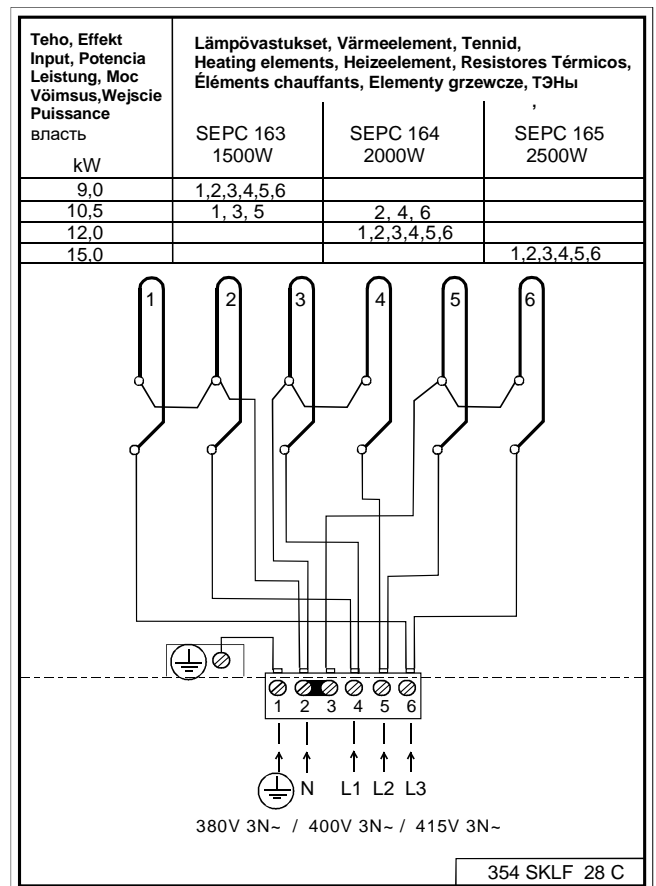 Teho, Effekt
Input, Potencia
Leistung, Moc
Vöimsus,Wejscie
Puissance
власть
kW
Lämpövastukset, Värmeelement, Tennid,
Heating elements, Heizeelement, Resistores Térmicos,
Éléments chauffants, Elementy grzewcze, ТЭНы
,
SEPC 163 SEPC 164 SEPC 165
1500W 2000W 2500W
9,0 1,2,3,4,5,6
10,5 1, 3, 5 2, 4, 6
12,0 1,2,3,4,5,6
15,0 1,2,3,4,5,6
1 2 3 4 5 6
1 2 3 4 5 6
N L1 L2 L3
380V 3N~ / 400V 3N~ / 415V 3N~
354 SKLF 28 C